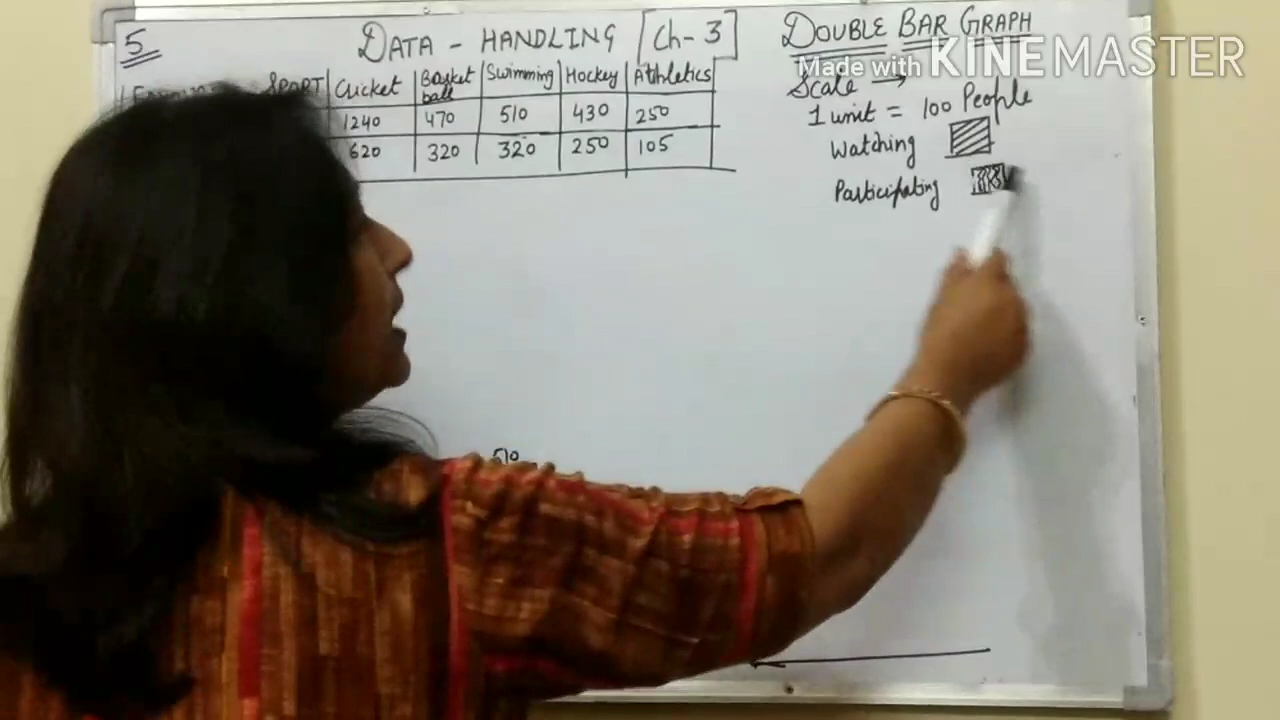 5
DATA - HANDLING Ch-3
SPORT Cricket Basket ball Swimming Hockey Athletics
1240 470 510 430 250
620 320 320 250 105
DOUBLE BAR GRAPH
Made with KINEMASTER
Scale →
1 unit = 100 People
Watching
Participating
510